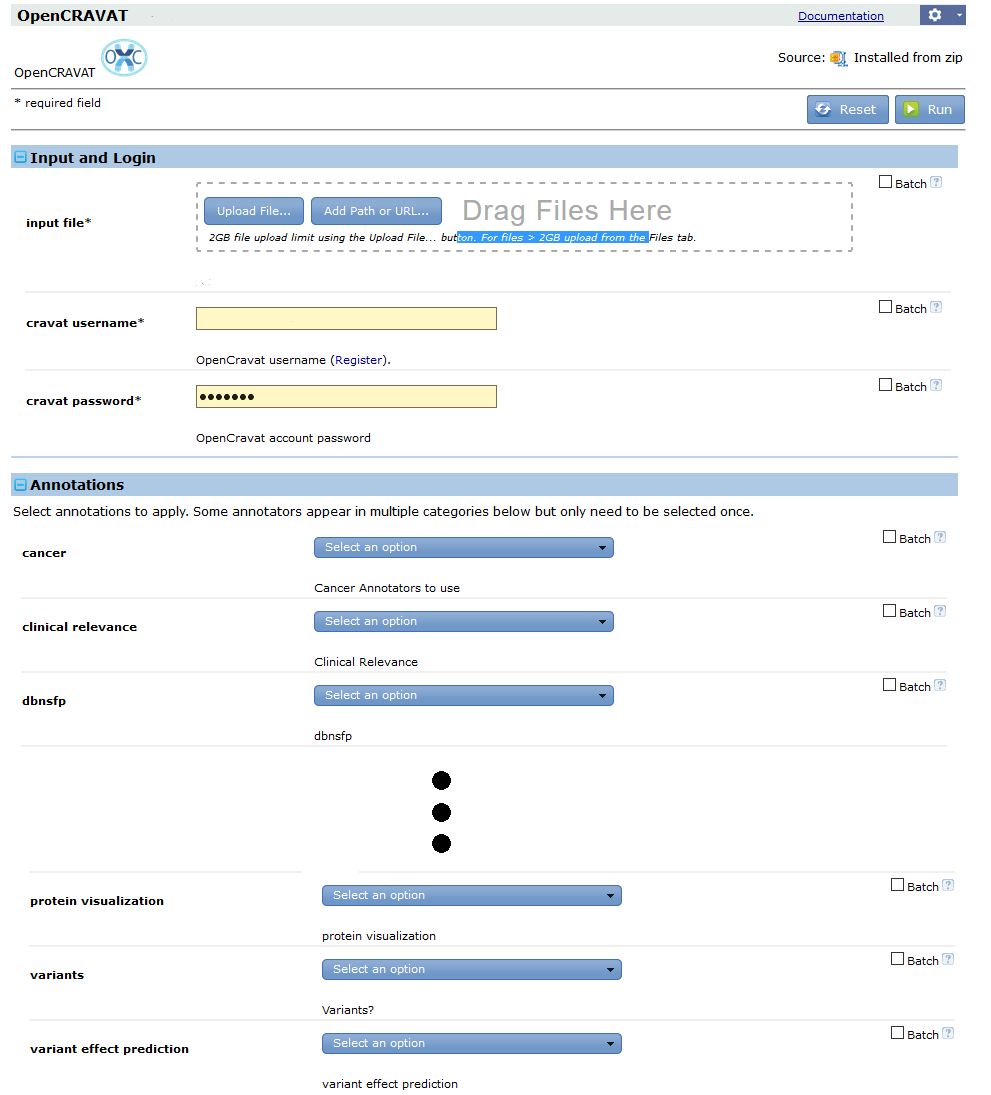 OpenCRAVAT
Documentation
OpenCRAVAT OXC
Source: Installed from zip
* required field
Reset Run
Input and Login
Batch ?
input file*
Upload File... Add Path or URL... Drag Files Here
2GB file upload limit using the Upload File... button. For files > 2GB upload from the Files tab.
Batch ?
cravat username*
OpenCravat username (Register).
Batch ?
cravat password*
OpenCravat account password
Annotations
Select annotations to apply. Some annotators appear in multiple categories below but only need to be selected once.
Batch ?
cancer Select an option
Cancer Annotators to use
Batch ?
clinical relevance Select an option
Clinical Relevance
Batch ?
dbnsfp Select an option
dbnsfp
Batch ?
protein visualization Select an option
protein visualization
Batch ?
variants Select an option
Variants?
Batch ?
variant effect prediction Select an option
variant effect prediction